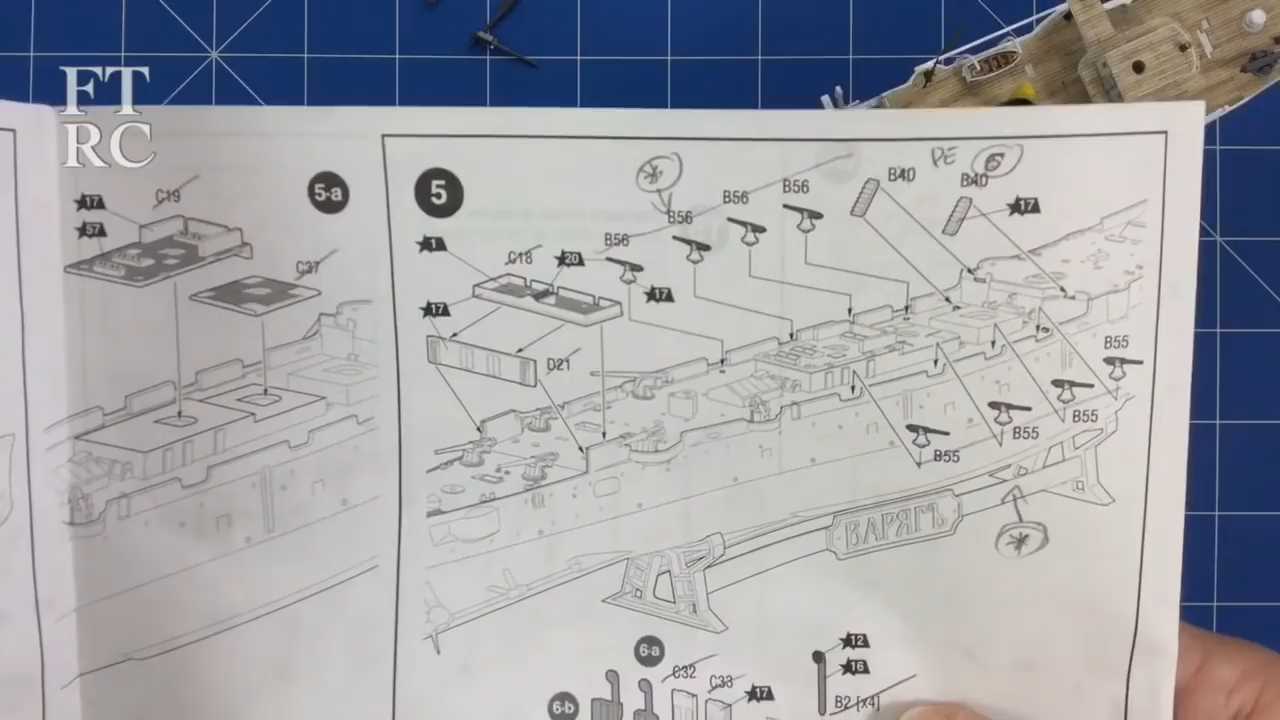 FT
RC
5-a
17
C19
57
C37
5
1
17
C18
20
B56
17
B56
B56
B56
B40
PE 6
B40
17
D21
B55
B55
B55
B55
ВАРЯГЪ
6-a
6-b
C32
C33
17
12
16
B2 [x4]